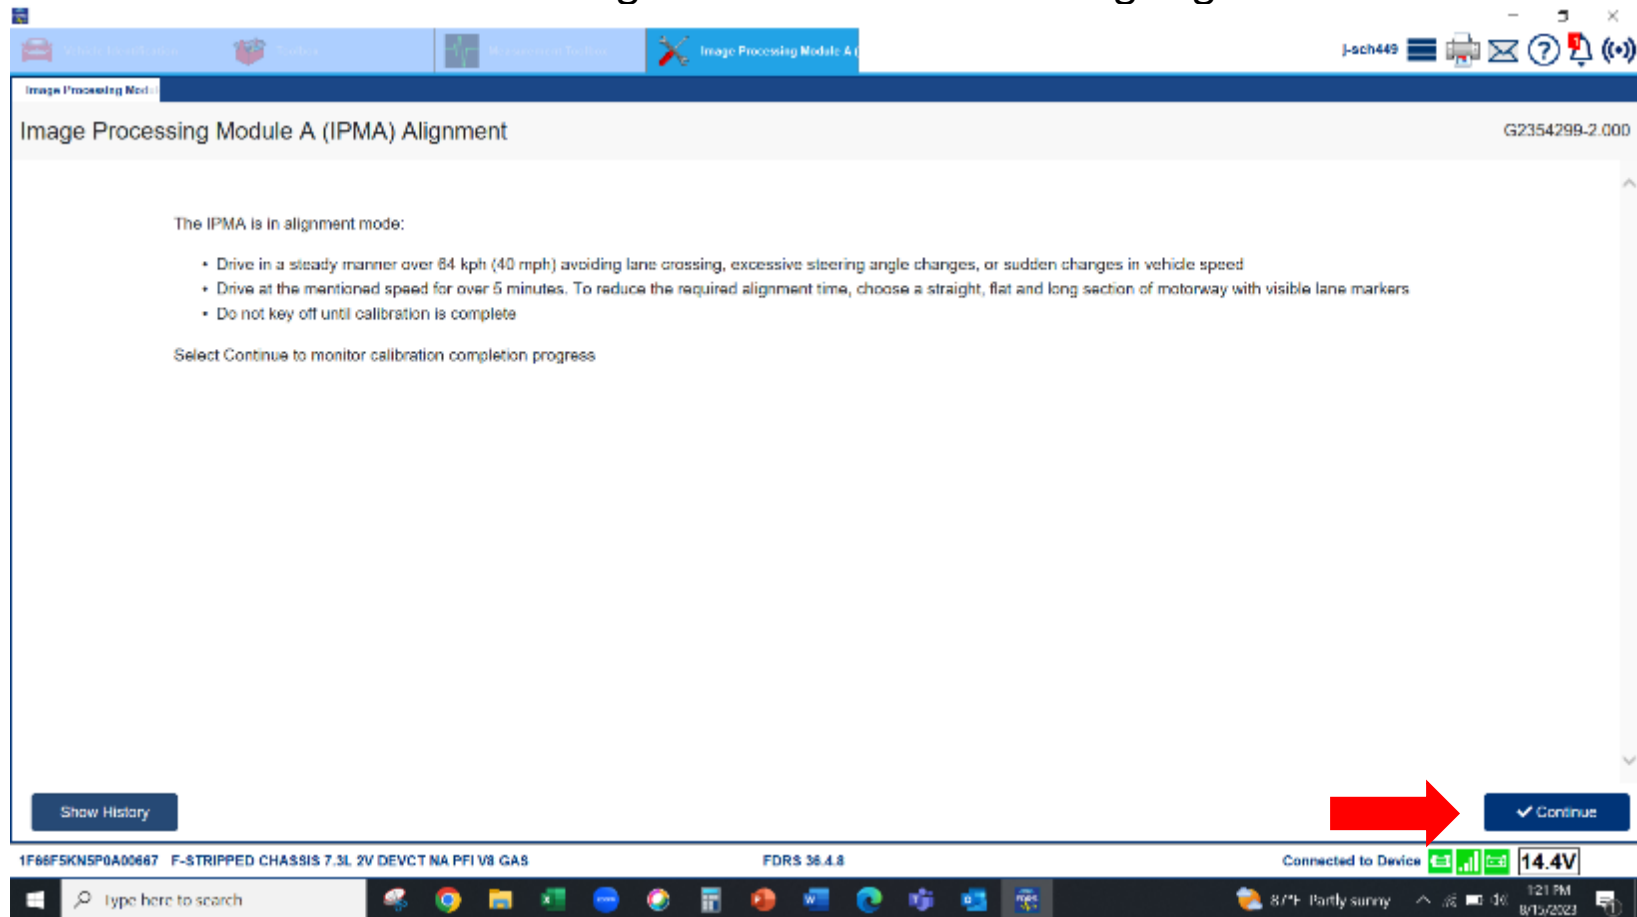 Image Processing Module A (
j-sch449
Image Processing Mod
Image Processing Module A (IPMA) Alignment
G2354299-2.000
The IPMA is in alignment mode:
• Drive in a steady manner over 64 kph (40 mph) avoiding lane crossing, excessive steering angle changes, or sudden changes in vehicle speed
• Drive at the mentioned speed for over 5 minutes. To reduce the required alignment time, choose a straight, flat and long section of motorway with visible lane markers
• Do not key off until calibration is complete
Select Continue to monitor calibration completion progress
Show History
Continue
1F66F5KN5P0A00667 F-STRIPPED CHASSIS 7.3L 2V DEVCT NA PFI V8 GAS
FDRS 36.4.8
Connected to Device
14.4V
Type here to search
87°F Partly sunny
1:21 PM
8/15/2023